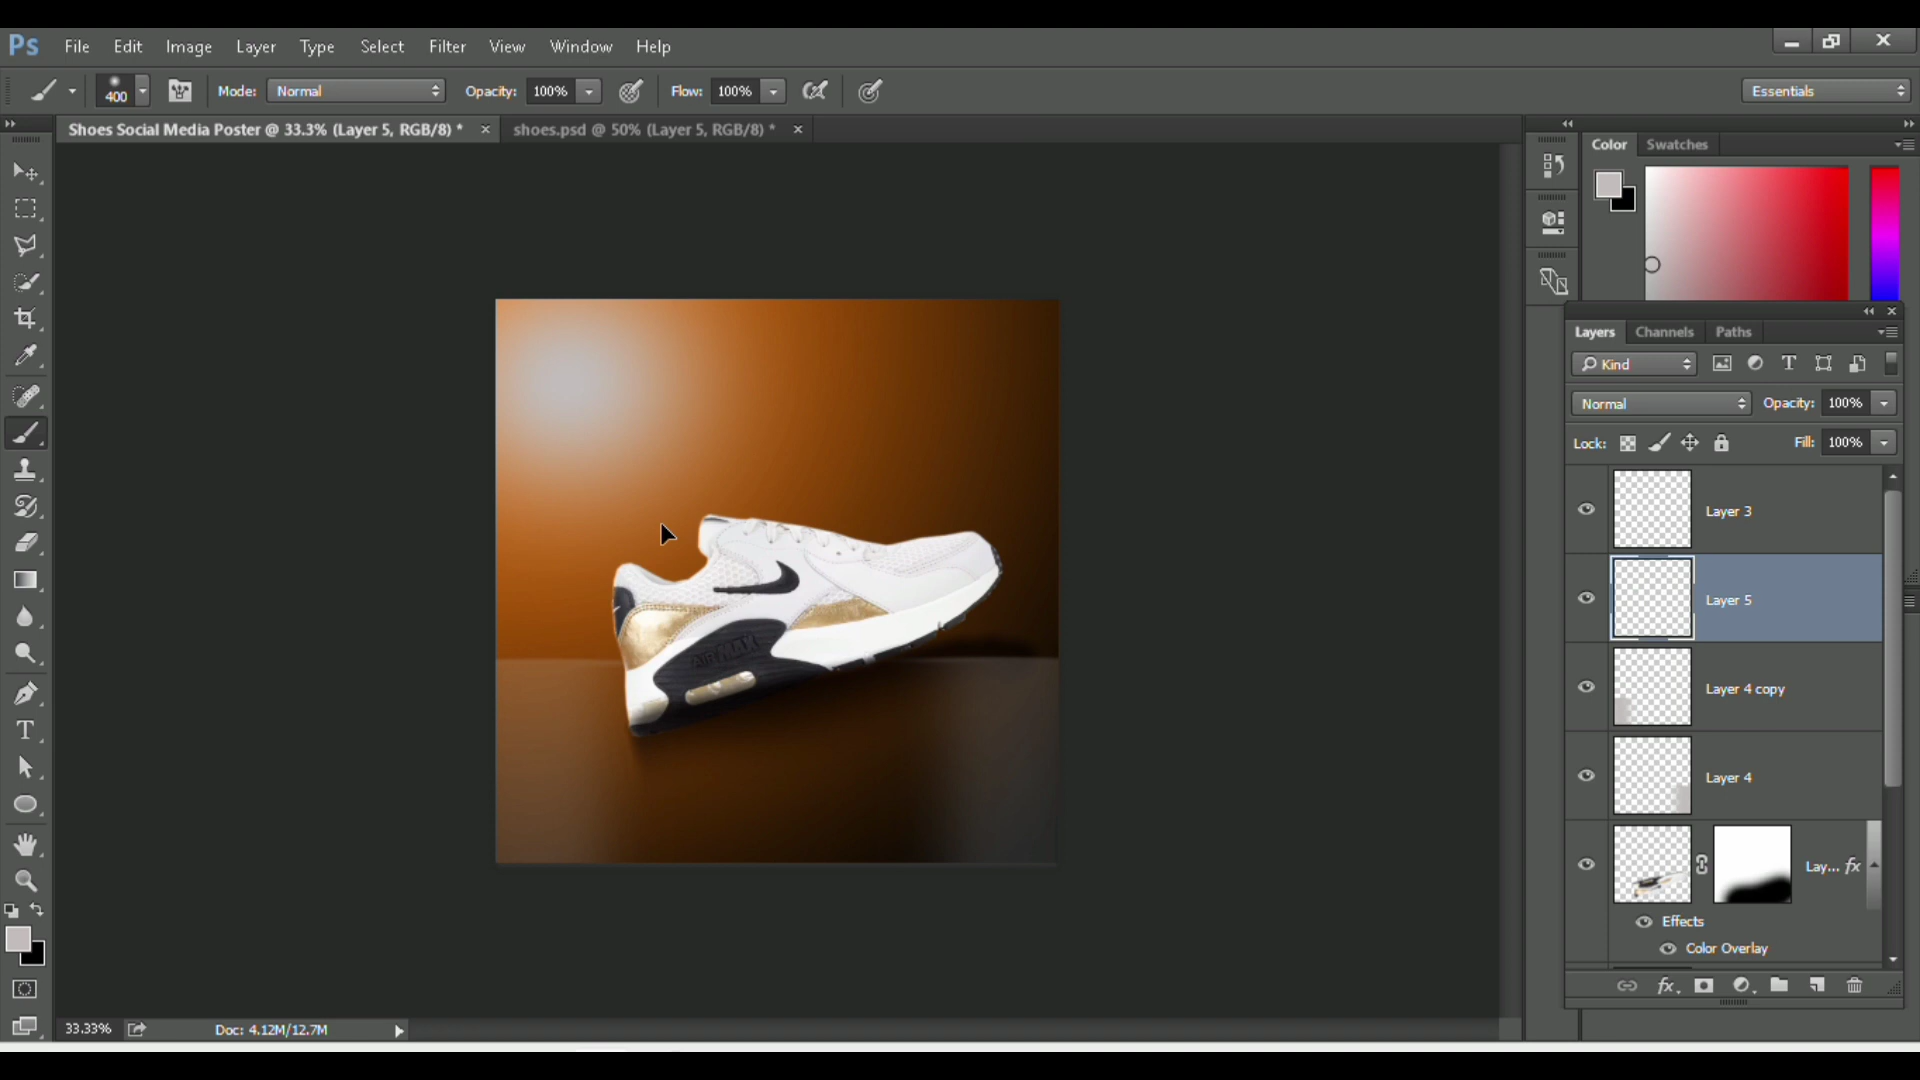 Ps File Edit Image Layer Type Select Filter View Window Help
400 Mode: Normal Opacity: 100% Flow: 100% Essentials
Shoes Social Media Poster @ 33.3% (Layer 5, RGB/8) * × shoes.psd @ 50% (Layer 5, RGB/8) * ×
Color Swatches
Layers Channels Paths
Kind
Normal Opacity: 100%
Lock: Fill: 100%
Layer 3
Layer 5
Layer 4 copy
Layer 4
Lay... fx
Effects
Color Overlay
fx
AIR MAX
33.33% Doc: 4.12M/12.7M